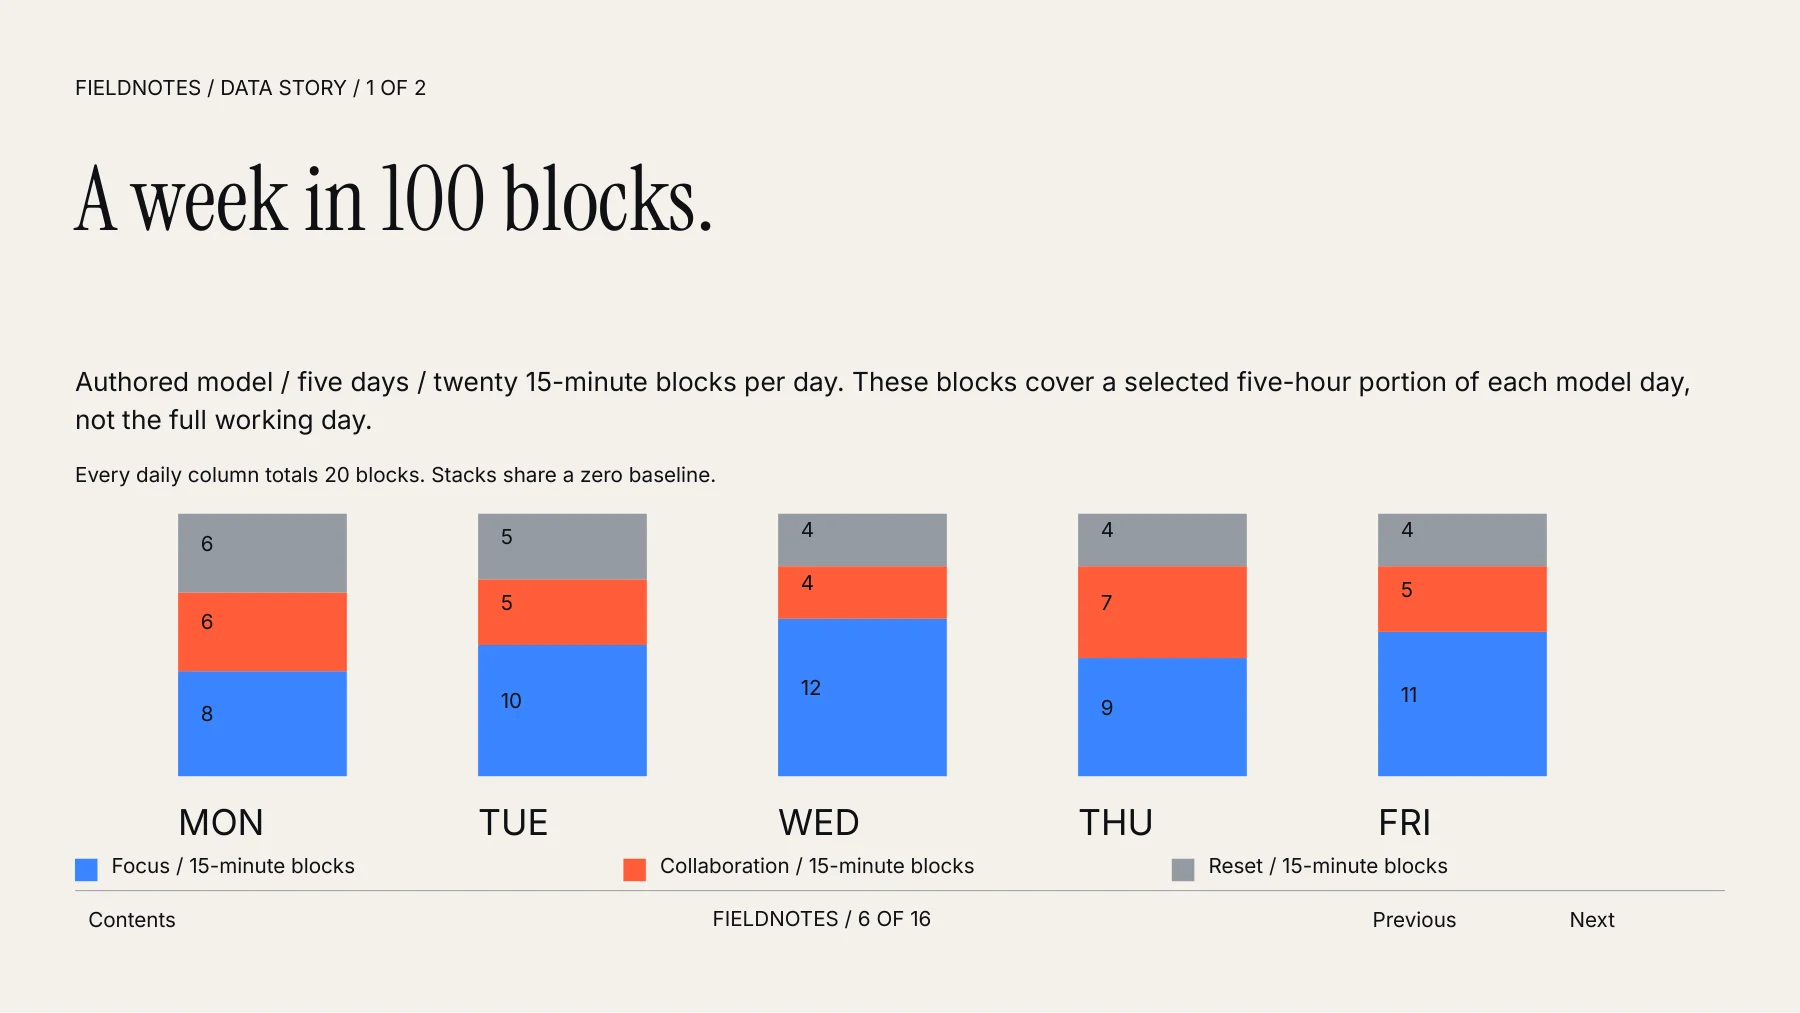 FIELDNOTES / DATA STORY / 1 OF 2
A week in 100 blocks.
Authored model / five days / twenty 15-minute blocks per day. These blocks cover a selected five-hour portion of each model day,
not the full working day.
Every daily column totals 20 blocks. Stacks share a zero baseline.
6
6
8
MON
5
5
10
TUE
4
4
12
WED
4
7
9
THU
4
5
11
FRI
Focus / 15-minute blocks
Collaboration / 15-minute blocks
Reset / 15-minute blocks
Contents
FIELDNOTES / 6 OF 16
Previous
Next